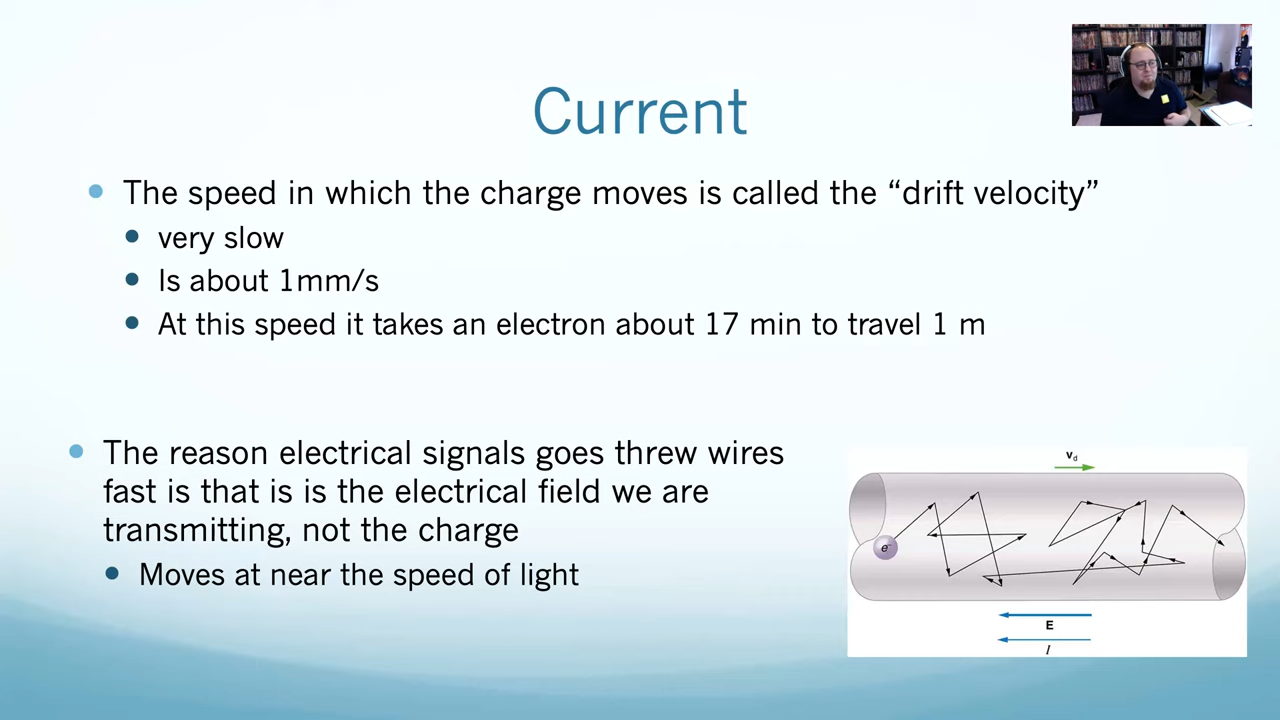 Current
The speed in which the charge moves is called the “drift velocity”
very slow
Is about 1mm/s
At this speed it takes an electron about 17 min to travel 1 m
The reason electrical signals goes threw wires
fast is that is is the electrical field we are
transmitting, not the charge
Moves at near the speed of light
vd
e−
E
I